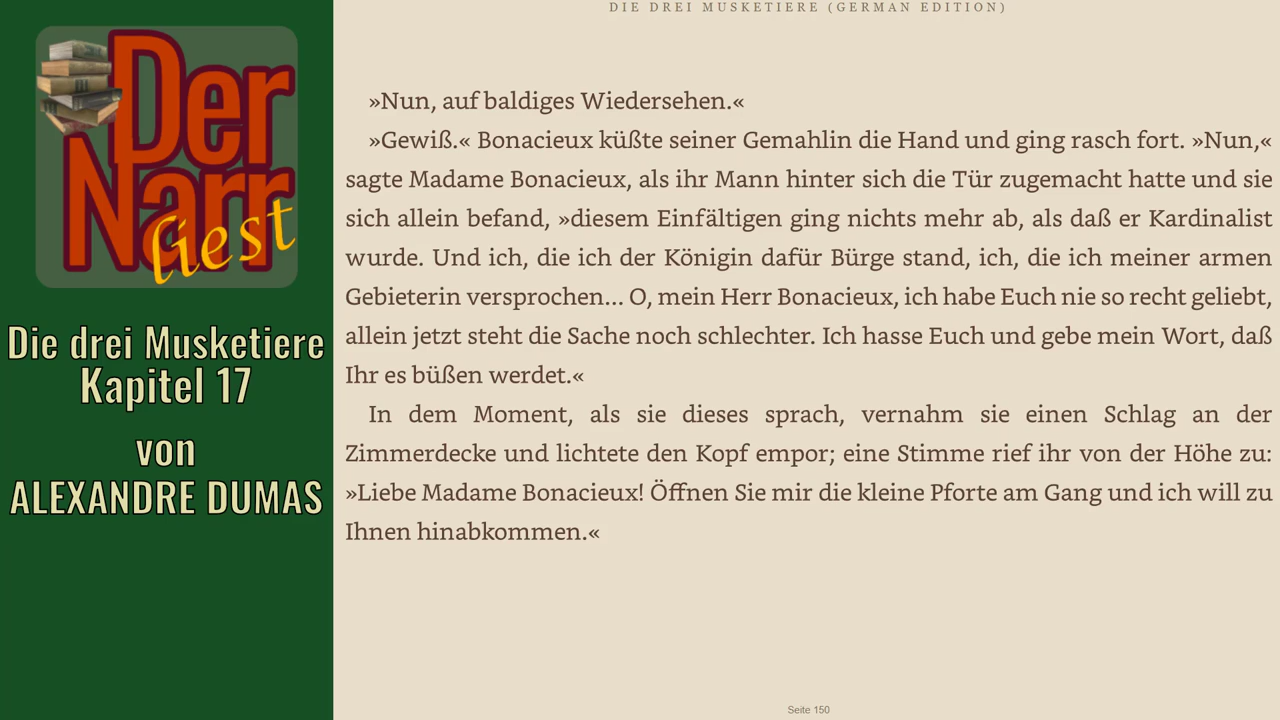 Der
Narr
liest
Die drei Musketiere
Kapitel 17
von
ALEXANDRE DUMAS
DIE DREI MUSKETIERE (GERMAN EDITION)
»Nun, auf baldiges Wiedersehen.«
»Gewiß.« Bonacieux küßte seiner Gemahlin die Hand und ging rasch fort. »Nun,«
sagte Madame Bonacieux, als ihr Mann hinter sich die Tür zugemacht hatte und sie
sich allein befand, »diesem Einfältigen ging nichts mehr ab, als daß er Kardinalist
wurde. Und ich, die ich der Königin dafür Bürge stand, ich, die ich meiner armen
Gebieterin versprochen... O, mein Herr Bonacieux, ich habe Euch nie so recht geliebt,
allein jetzt steht die Sache noch schlechter. Ich hasse Euch und gebe mein Wort, daß
Ihr es büßen werdet.«
In dem Moment, als sie dieses sprach, vernahm sie einen Schlag an der
Zimmerdecke und lichtete den Kopf empor; eine Stimme rief ihr von der Höhe zu:
»Liebe Madame Bonacieux! Öffnen Sie mir die kleine Pforte am Gang und ich will zu
Ihnen hinabkommen.«
Seite 150